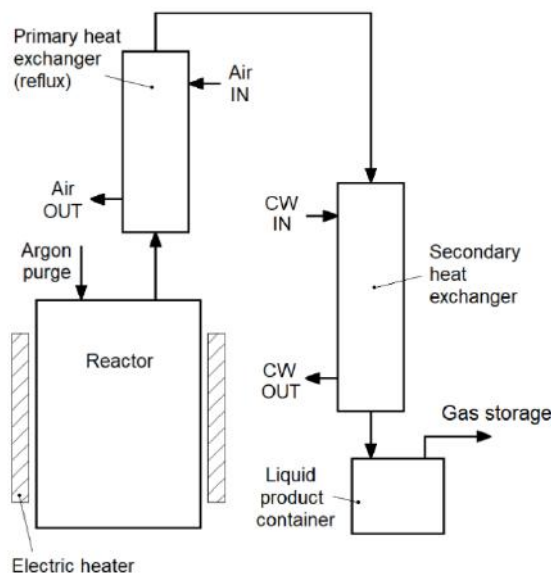 Primary heat
exchanger
(reflux)
Air
IN
Air
OUT
Argon
purge
CW
IN
Secondary
heat
exchanger
Reactor
CW
OUT
Gas storage
Liquid
product
container
Electric heater